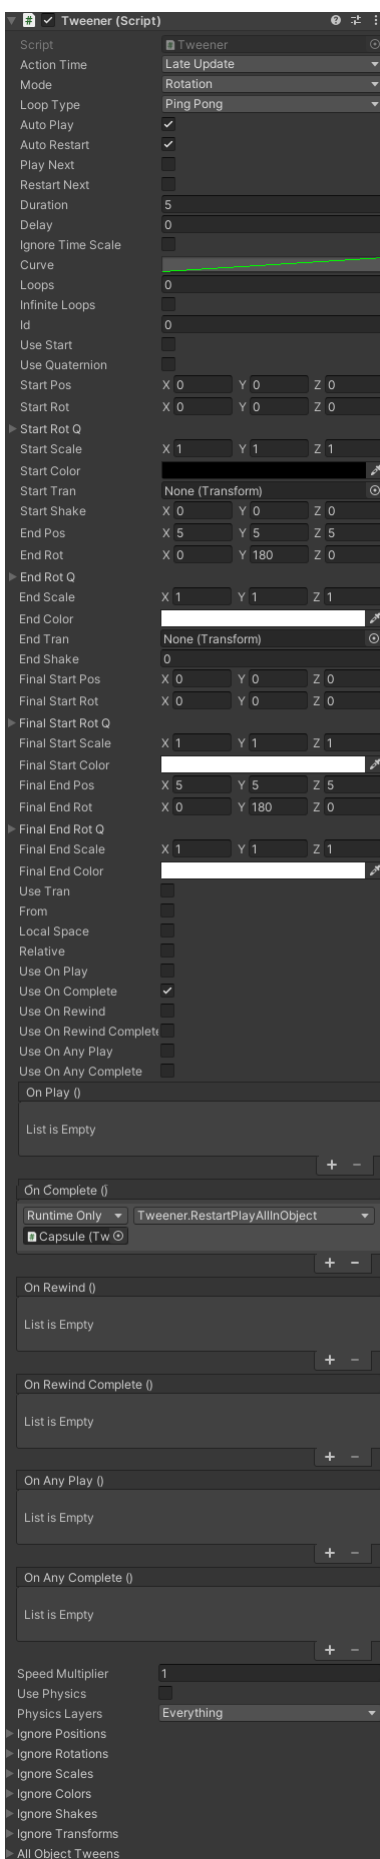 Tweener (Script)
Script Tweener
Action Time Late Update
Mode Rotation
Loop Type Ping Pong
Auto Play
Auto Restart
Play Next
Restart Next
Duration 5
Delay 0
Ignore Time Scale
Curve
Loops 0
Infinite Loops
Id 0
Use Start
Use Quaternion
Start Pos X 0 Y 0 Z 0
Start Rot X 0 Y 0 Z 0
Start Rot Q
Start Scale X 1 Y 1 Z 1
Start Color
Start Tran None (Transform)
Start Shake X 0 Y 0 Z 0
End Pos X 5 Y 5 Z 5
End Rot X 0 Y 180 Z 0
End Rot Q
End Scale X 1 Y 1 Z 1
End Color
End Tran None (Transform)
End Shake 0
Final Start Pos X 0 Y 0 Z 0
Final Start Rot X 0 Y 0 Z 0
Final Start Rot Q
Final Start Scale X 1 Y 1 Z 1
Final Start Color
Final End Pos X 5 Y 5 Z 5
Final End Rot X 0 Y 180 Z 0
Final End Rot Q
Final End Scale X 1 Y 1 Z 1
Final End Color
Use Tran
From
Local Space
Relative
Use On Play
Use On Complete
Use On Rewind
Use On Rewind Complete
Use On Any Play
Use On Any Complete
On Play ()
List is Empty
+ −
On Complete ()
Runtime Only Tweener.RestartPlayAllInObject
Capsule (Tw
+ −
On Rewind ()
List is Empty
+ −
On Rewind Complete ()
List is Empty
+ −
On Any Play ()
List is Empty
+ −
On Any Complete ()
List is Empty
+ −
Speed Multiplier 1
Use Physics
Physics Layers Everything
Ignore Positions
Ignore Rotations
Ignore Scales
Ignore Colors
Ignore Shakes
Ignore Transforms
All Object Tweens